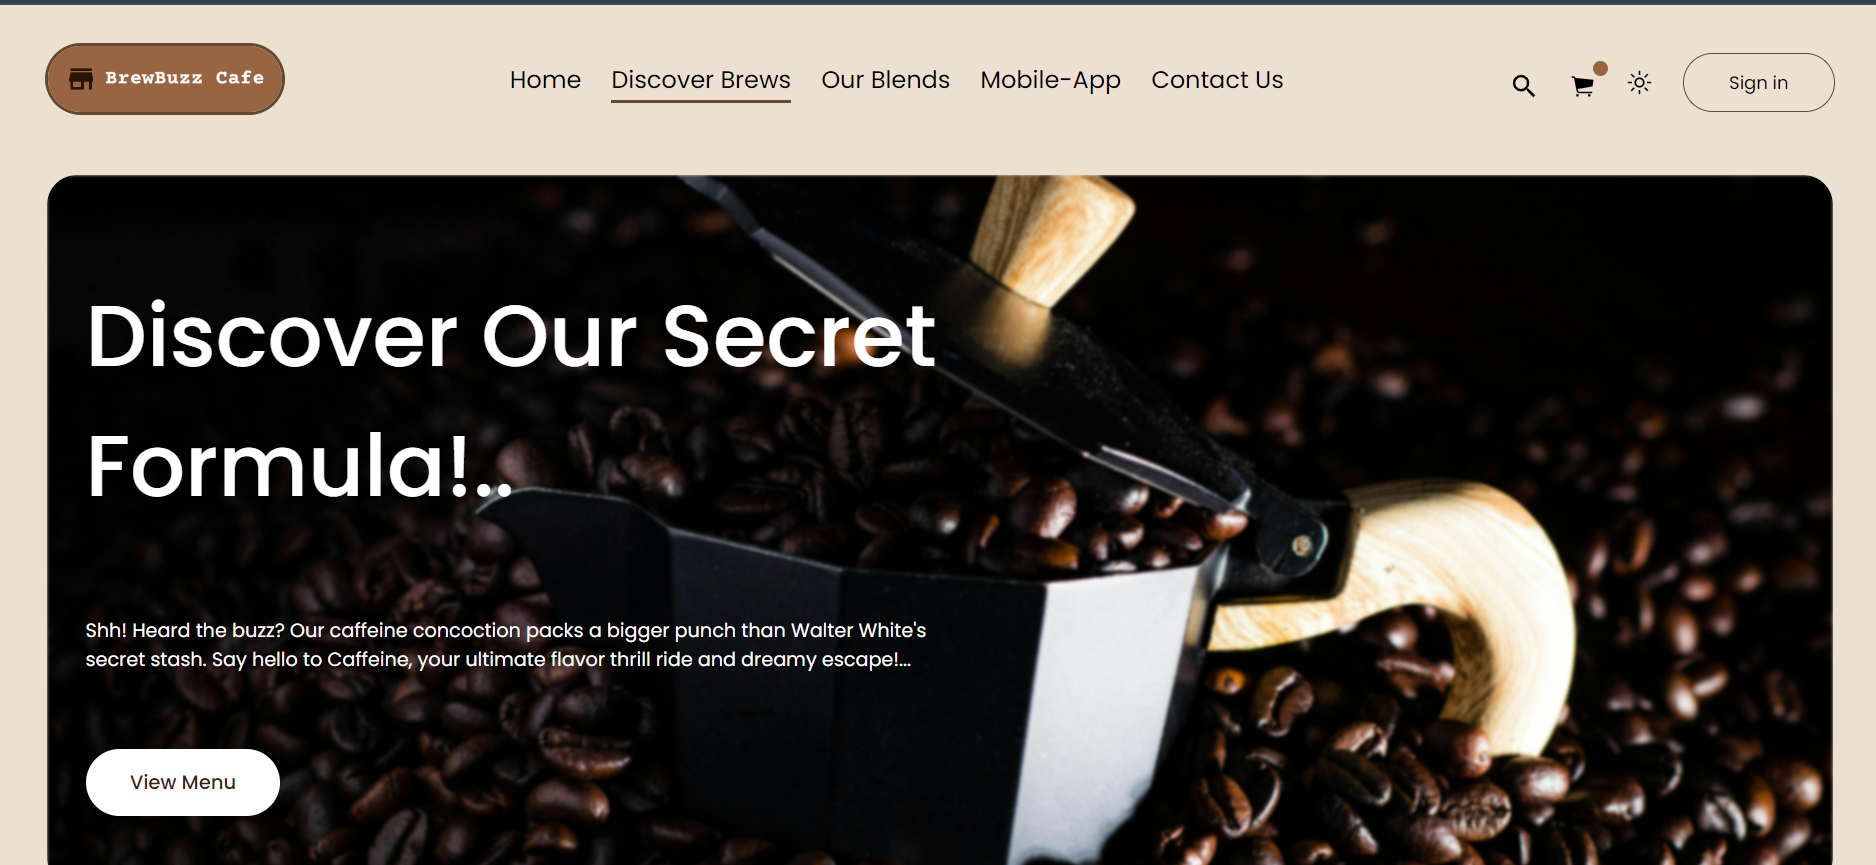 BrewBuzz Cafe
Home
Discover Brews
Our Blends
Mobile-App
Contact Us
Sign in
Discover Our Secret
Formula!..
Shh! Heard the buzz? Our caffeine concoction packs a bigger punch than Walter White's
secret stash. Say hello to Caffeine, your ultimate flavor thrill ride and dreamy escape!...
View Menu